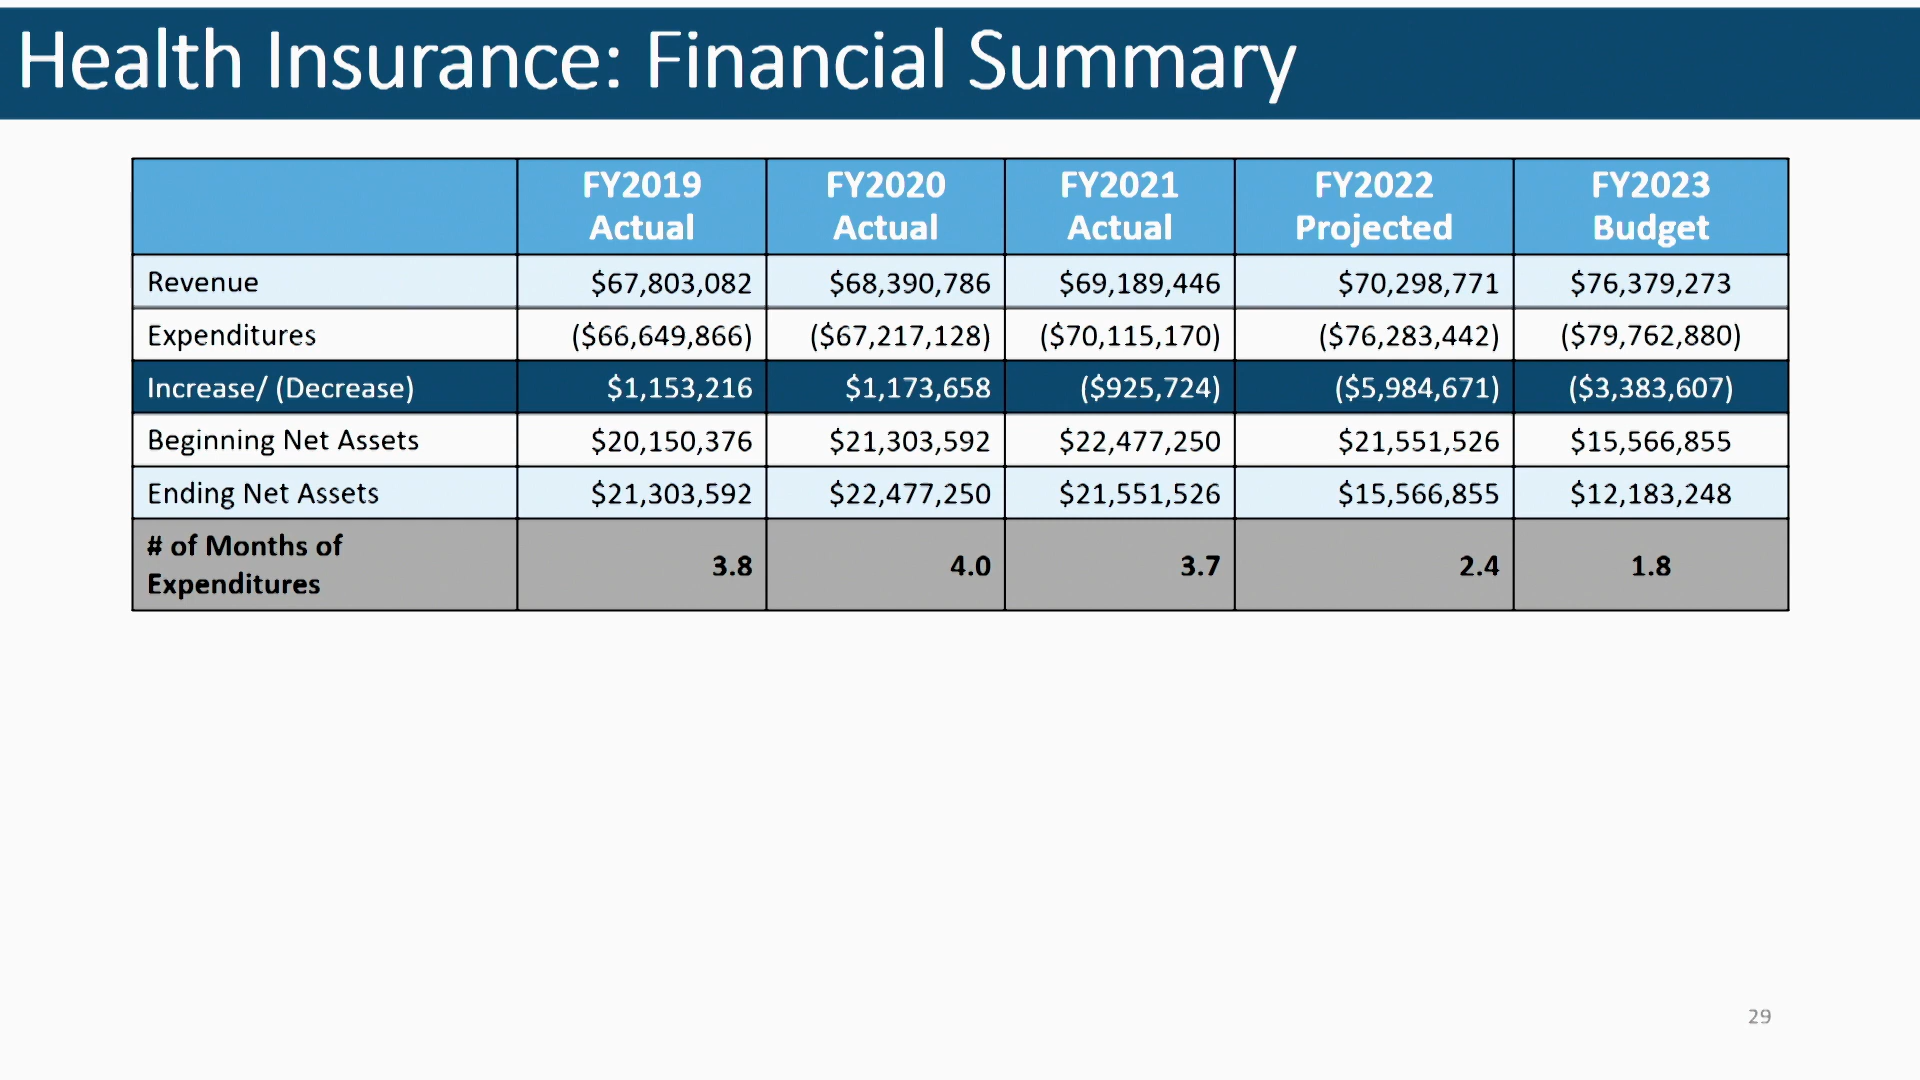 Health Insurance: Financial Summary
FY2019 Actual FY2020 Actual FY2021 Actual FY2022 Projected FY2023 Budget
Revenue $67,803,082 $68,390,786 $69,189,446 $70,298,771 $76,379,273
Expenditures ($66,649,866) ($67,217,128) ($70,115,170) ($76,283,442) ($79,762,880)
Increase/ (Decrease) $1,153,216 $1,173,658 ($925,724) ($5,984,671) ($3,383,607)
Beginning Net Assets $20,150,376 $21,303,592 $22,477,250 $21,551,526 $15,566,855
Ending Net Assets $21,303,592 $22,477,250 $21,551,526 $15,566,855 $12,183,248
# of Months of Expenditures 3.8 4.0 3.7 2.4 1.8
29